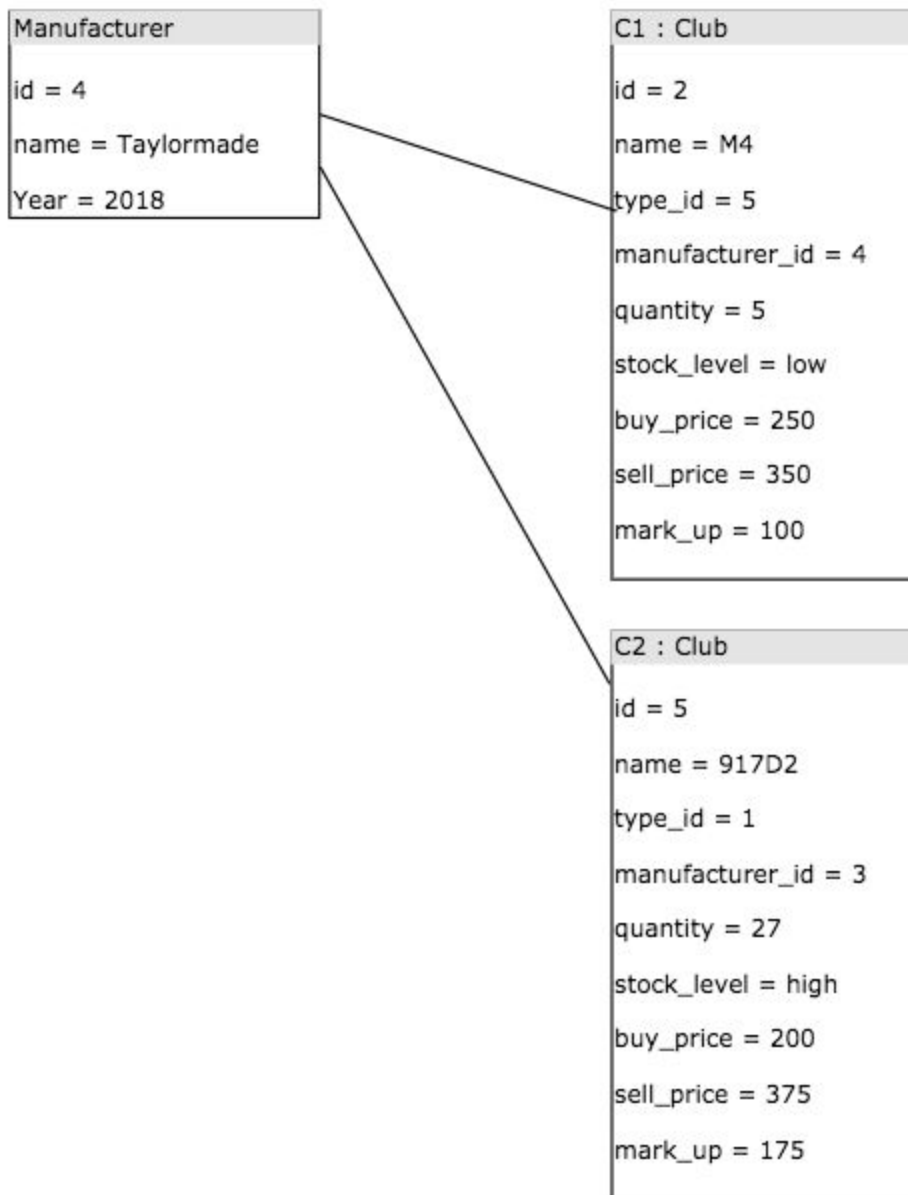 Manufacturer
id = 4
name = Taylormade
Year = 2018
C1 : Club
id = 2
name = M4
type_id = 5
manufacturer_id = 4
quantity = 5
stock_level = low
buy_price = 250
sell_price = 350
mark_up = 100
C2 : Club
id = 5
name = 917D2
type_id = 1
manufacturer_id = 3
quantity = 27
stock_level = high
buy_price = 200
sell_price = 375
mark_up = 175